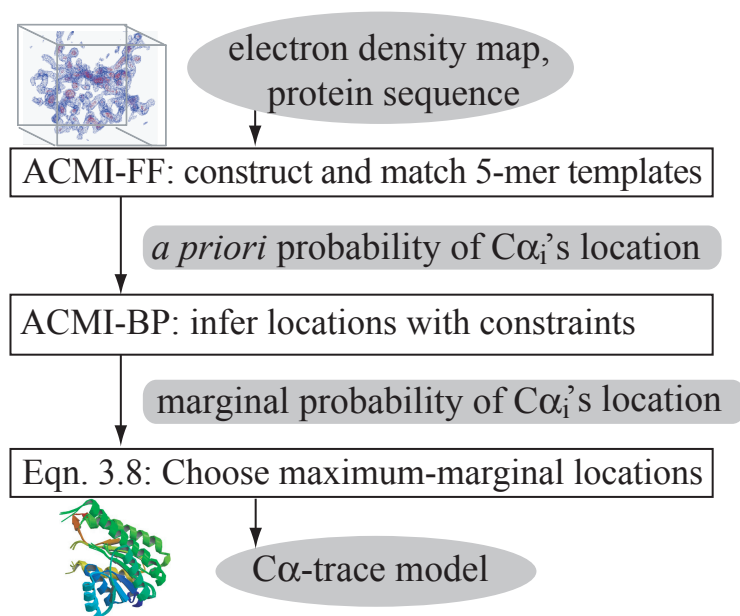 electron density map,
protein sequence
ACMI-FF: construct and match 5-mer templates
a priori probability of Cαi's location
ACMI-BP: infer locations with constraints
marginal probability of Cαi's location
Eqn. 3.8: Choose maximum-marginal locations
Cα-trace model